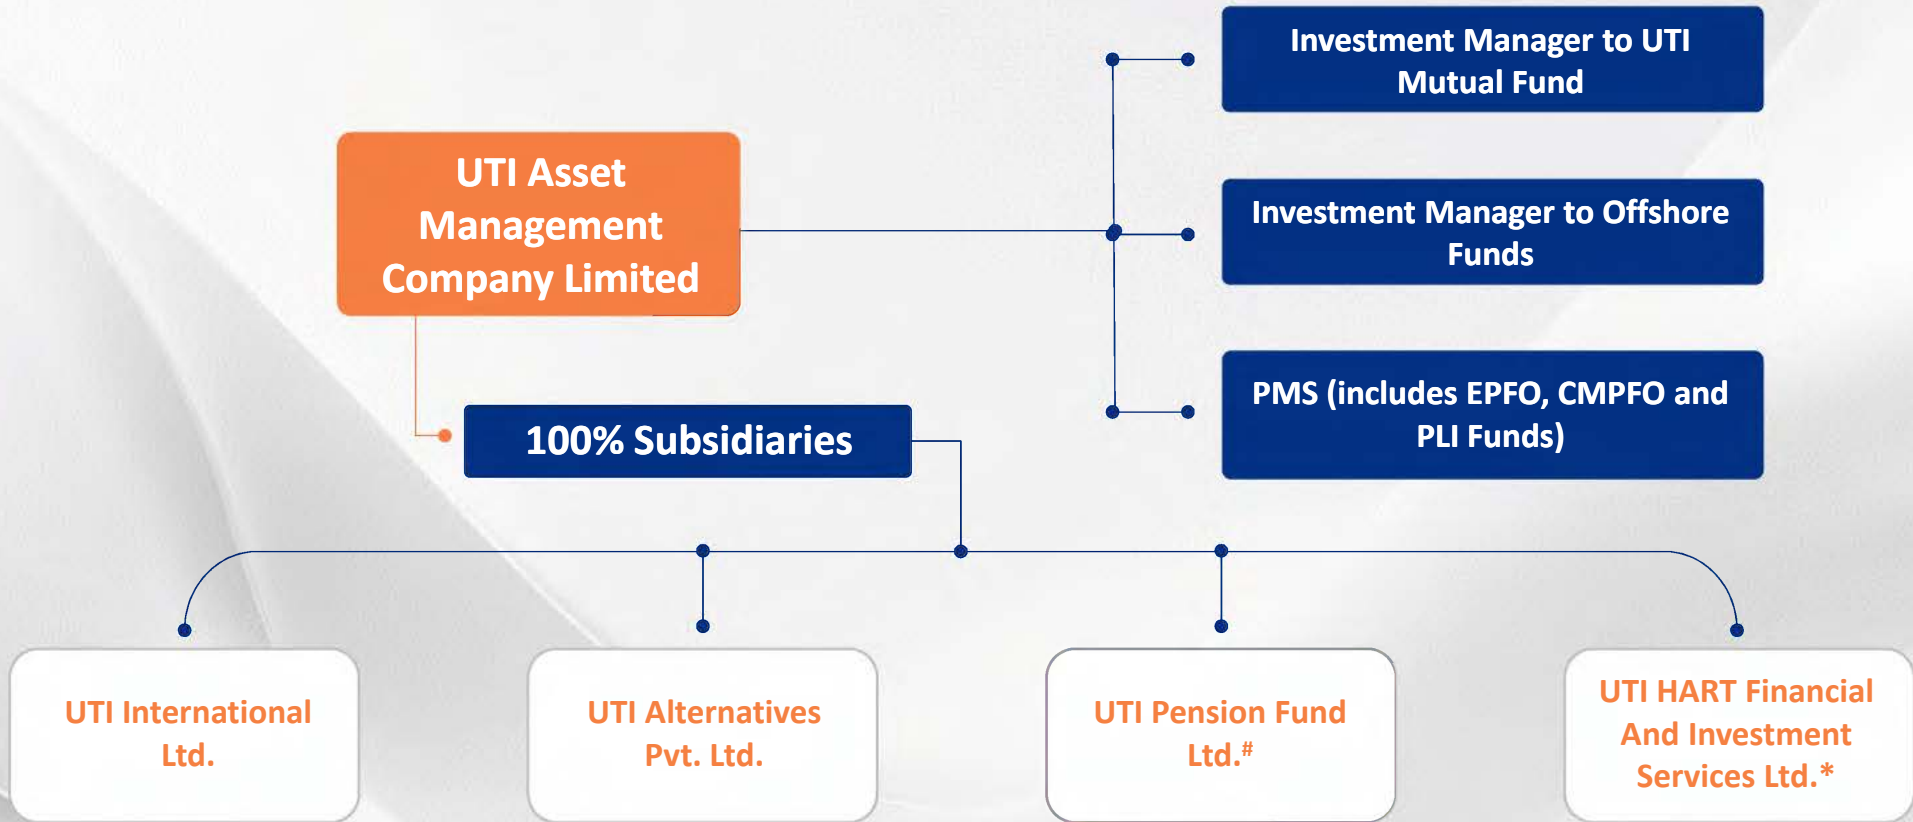 Investment Manager to UTI
Mutual Fund
UTI Asset
Management
Company Limited
Investment Manager to Offshore
Funds
PMS (includes EPFO, CMPFO and
PLI Funds)
100% Subsidiaries
UTI International
Ltd.
UTI Alternatives
Pvt. Ltd.
UTI Pension Fund
Ltd.#
UTI HART Financial
And Investment
Services Ltd.*